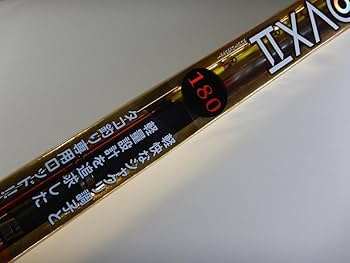 VXII
180
軽快なシャクリ調子と
軽量設計を追求した
タコ釣り専用ロッド!!